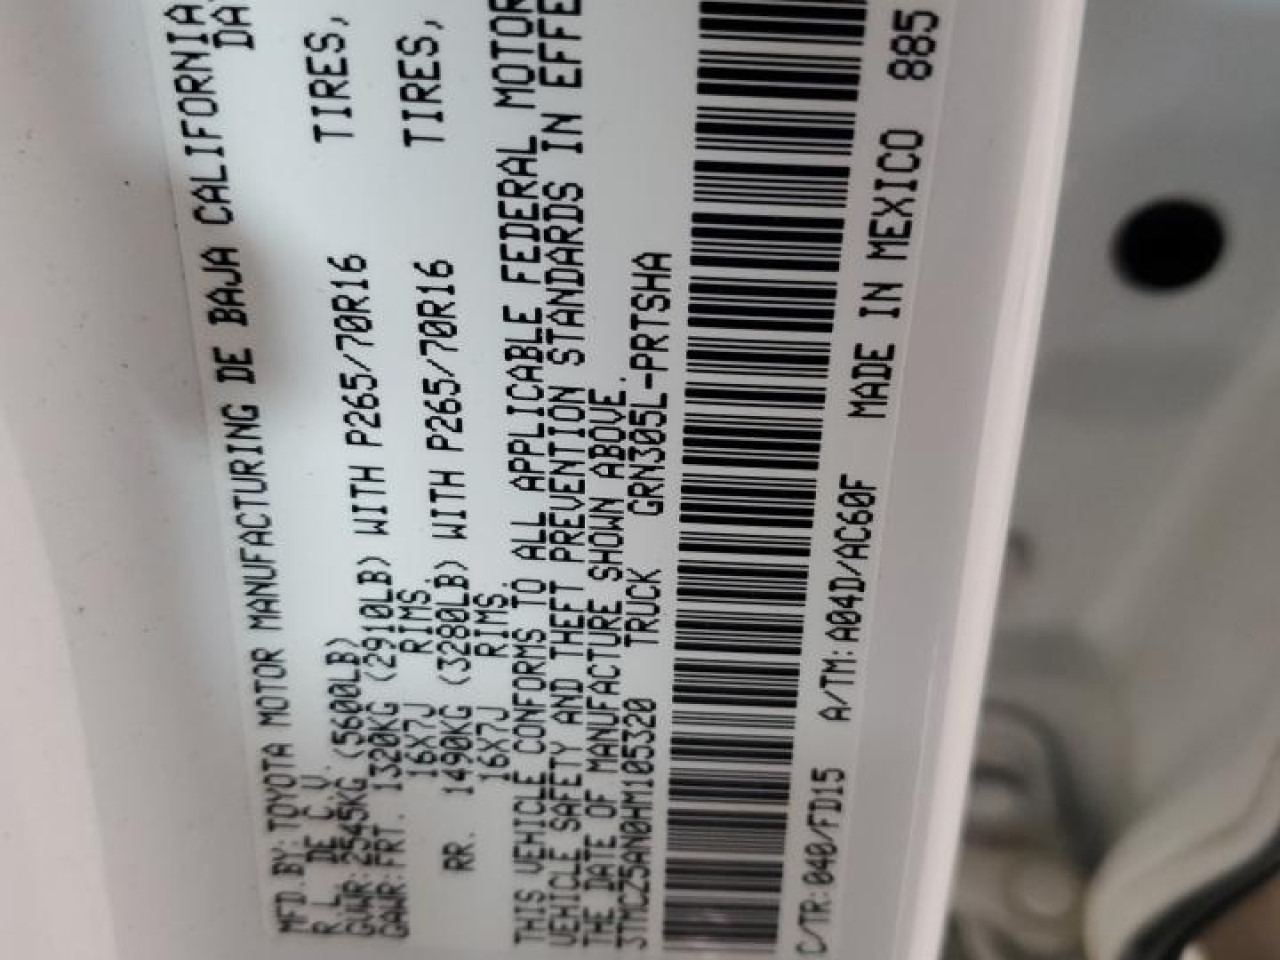 MFD.BY:TOYOTA MOTOR MANUFACTURING DE BAJA CALIFORNIA
R.L. DE C.V. DA
GVWR:2545KG (5600LB)
GAWR:FRT. 1320KG (2910LB) WITH P265/70R16 TIRES,
16X7J RIMS.
RR. 1490KG (3280LB) WITH P265/70R16 TIRES,
16X7J RIMS.
THIS VEHICLE CONFORMS TO ALL APPLICABLE FEDERAL MOTOR
VEHICLE SAFETY AND THEFT PREVENTION STANDARDS IN EFFE
THE DATE OF MANUFACTURE SHOWN ABOVE.
3TMCZ5AN0HM105320 TRUCK GRN305L-PRTSHA
C/TR:040/FD15 A/TM:A04D/AC60F MADE IN MEXICO 885